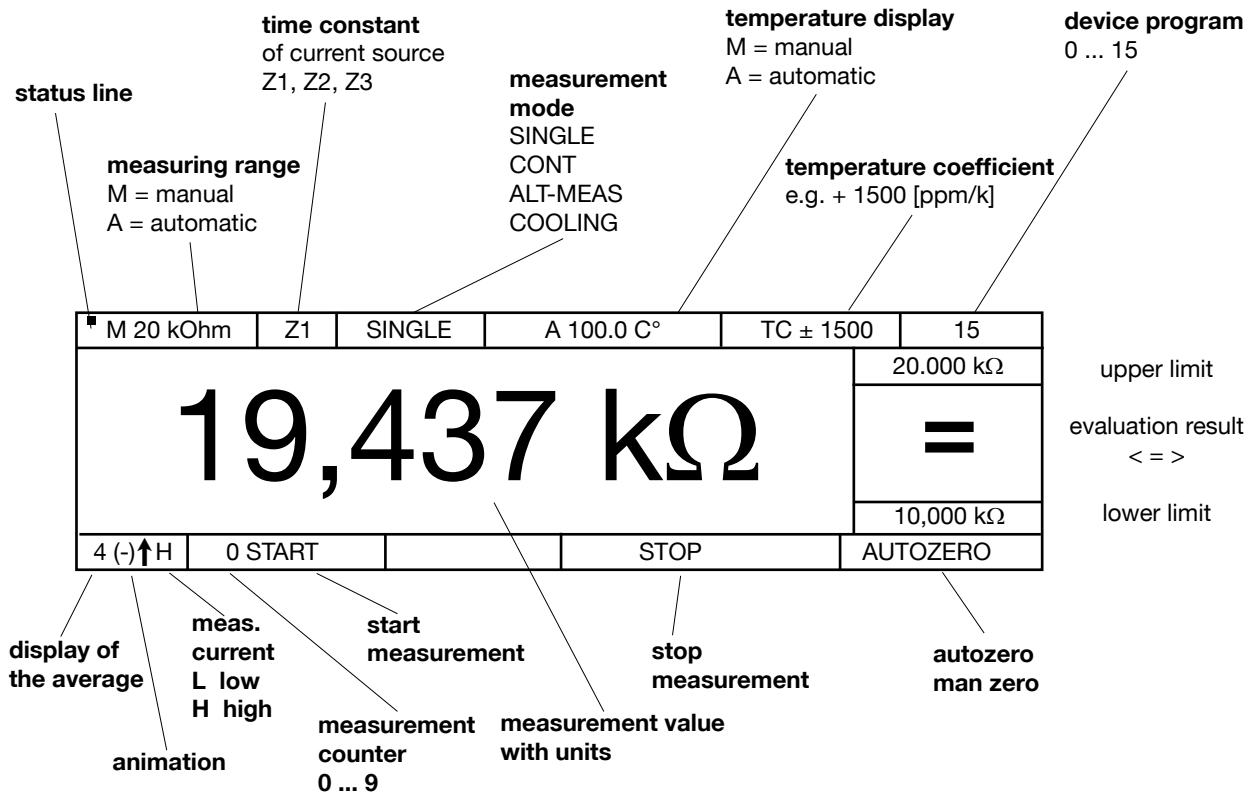 time constant
of current source
Z1, Z2, Z3
temperature display
M = manual
A = automatic
device program
0 ... 15
status line
measurement
mode
SINGLE
CONT
ALT-MEAS
COOLING
measuring range
M = manual
A = automatic
temperature coefficient
e.g. + 1500 [ppm/k]
M 20 kOhm Z1 SINGLE A 100.0 C° TC ± 1500 15
20.000 kΩ
upper limit
19,437 kΩ
=
evaluation result
< = >
10,000 kΩ
lower limit
4 (-) H 0 START STOP AUTOZERO
display of
the average
meas.
current
L low
H high
start
measurement
stop
measurement
autozero
man zero
animation
measurement
counter
0 ... 9
measurement value
with units